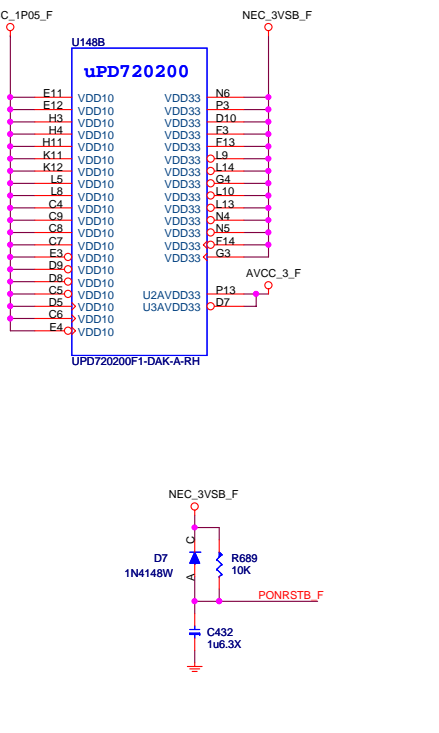 C_1P05_F
NEC_3VSB_F
U148B
uPD720200
E11 VDD10 VDD33 N6
E12 VDD10 VDD33 P3
H3 VDD10 VDD33 D10
H4 VDD10 VDD33 F3
H11 VDD10 VDD33 F13
K11 VDD10 VDD33 L9
K12 VDD10 VDD33 L14
L5 VDD10 VDD33 G4
L8 VDD10 VDD33 L10
C4 VDD10 VDD33 L13
C9 VDD10 VDD33 N4
C8 VDD10 VDD33 N5
C7 VDD10 VDD33 F14
E3 VDD10 VDD33 G3
D9 VDD10
AVCC_3_F
D8 VDD10
C5 VDD10 U2AVDD33 P13
D5 VDD10 U3AVDD33 D7
C6 VDD10
E4 VDD10
UPD720200F1-DAK-A-RH
NEC_3VSB_F
C
D7
1N4148W
R689
10K
A
PONRSTB_F
C432
1u6.3X